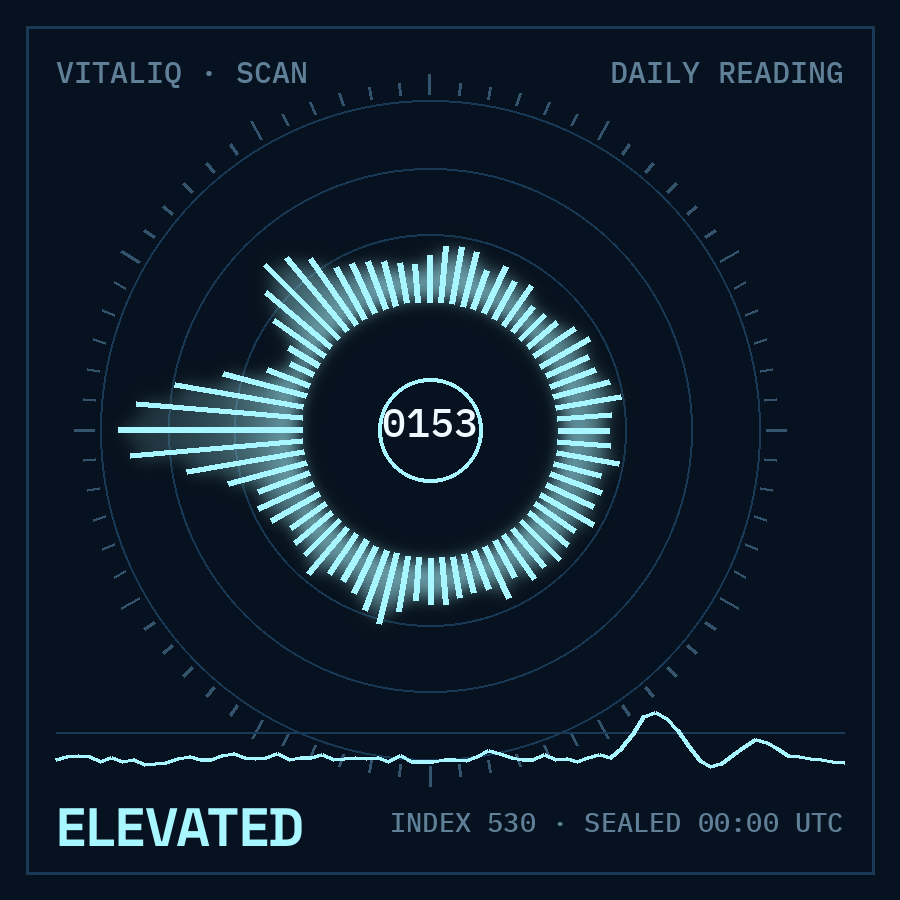 VITALIQ · SCAN
DAILY READING
0153
ELEVATED
INDEX 530 · SEALED 00:00 UTC